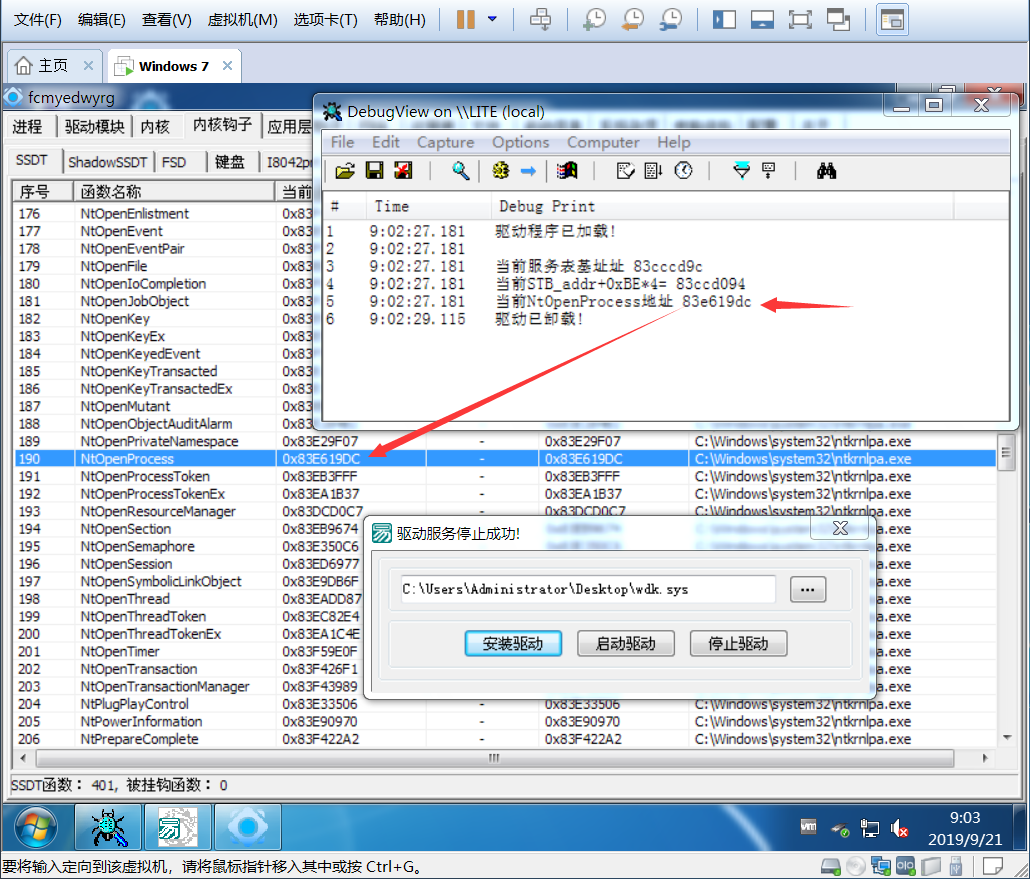 文件(F) 编辑(E) 查看(V) 虚拟机(M) 选项卡(T) 帮助(H)
主页 Windows 7
fcmyedwyrg
进程 驱动模块 内核 内核钩子 应用层
SSDT ShadowSSDT FSD 键盘 I8042p
序号 函数名称 当前
176 NtOpenEnlistment 0x83
177 NtOpenEvent 0x83
178 NtOpenEventPair 0x83
179 NtOpenFile 0x83
180 NtOpenIoCompletion 0x83
181 NtOpenJobObject 0x83
182 NtOpenKey 0x83
183 NtOpenKeyEx 0x83
184 NtOpenKeyedEvent 0x83
185 NtOpenKeyTransacted 0x83
186 NtOpenKeyTransactedEx 0x83
187 NtOpenMutant 0x83
188 NtOpenObjectAuditAlarm 0x83
189 NtOpenPrivateNamespace 0x83E29F07 - 0x83E29F07 C:\Windows\system32\ntkrnlpa.exe
190 NtOpenProcess 0x83E619DC - 0x83E619DC C:\Windows\system32\ntkrnlpa.exe
191 NtOpenProcessToken 0x83EB3FFF - 0x83EB3FFF C:\Windows\system32\ntkrnlpa.exe
192 NtOpenProcessTokenEx 0x83EA1B37 - 0x83EA1B37 C:\Windows\system32\ntkrnlpa.exe
193 NtOpenResourceManager 0x83DCD0C7 - 0x83DCD0C7 C:\Windows\system32\ntkrnlpa.exe
194 NtOpenSection 0x83EB9674
195 NtOpenSemaphore 0x83E350C6 a.exe
196 NtOpenSession 0x83ED6977 a.exe
197 NtOpenSymbolicLinkObject 0x83E9DB6F a.exe
198 NtOpenThread 0x83EADD87 a.exe
199 NtOpenThreadToken 0x83EC82E4 a.exe
200 NtOpenThreadTokenEx 0x83EA1C4E a.exe
201 NtOpenTimer 0x83F59E0F a.exe
202 NtOpenTransaction 0x83F426F1 a.exe
203 NtOpenTransactionManager 0x83F43989 a.exe
204 NtPlugPlayControl 0x83E33506 - 0x83E33506 C:\Windows\system32\ntkrnlpa.exe
205 NtPowerInformation 0x83E90970 - 0x83E90970 C:\Windows\system32\ntkrnlpa.exe
206 NtPrepareComplete 0x83F422A2 - 0x83F422A2 C:\Windows\system32\ntkrnlpa.exe
SSDT函数： 401, 被挂钩函数： 0
DebugView on \\LITE (local)
File Edit Capture Options Computer Help
# Time Debug Print
1 9:02:27.181 驱动程序已加载!
2 9:02:27.181
3 9:02:27.181 当前服务表基址址 83cccd9c
4 9:02:27.181 当前STB_addr+0xBE*4= 83ccd094
5 9:02:27.181 当前NtOpenProcess地址 83e619dc
6 9:02:29.115 驱动已卸载!
驱动服务停止成功!
C:\Users\Administrator\Desktop\wdk.sys ...
安装驱动 启动驱动 停止驱动
vm
9:03
2019/9/21
要将输入定向到该虚拟机，请将鼠标指针移入其中或按 Ctrl+G。